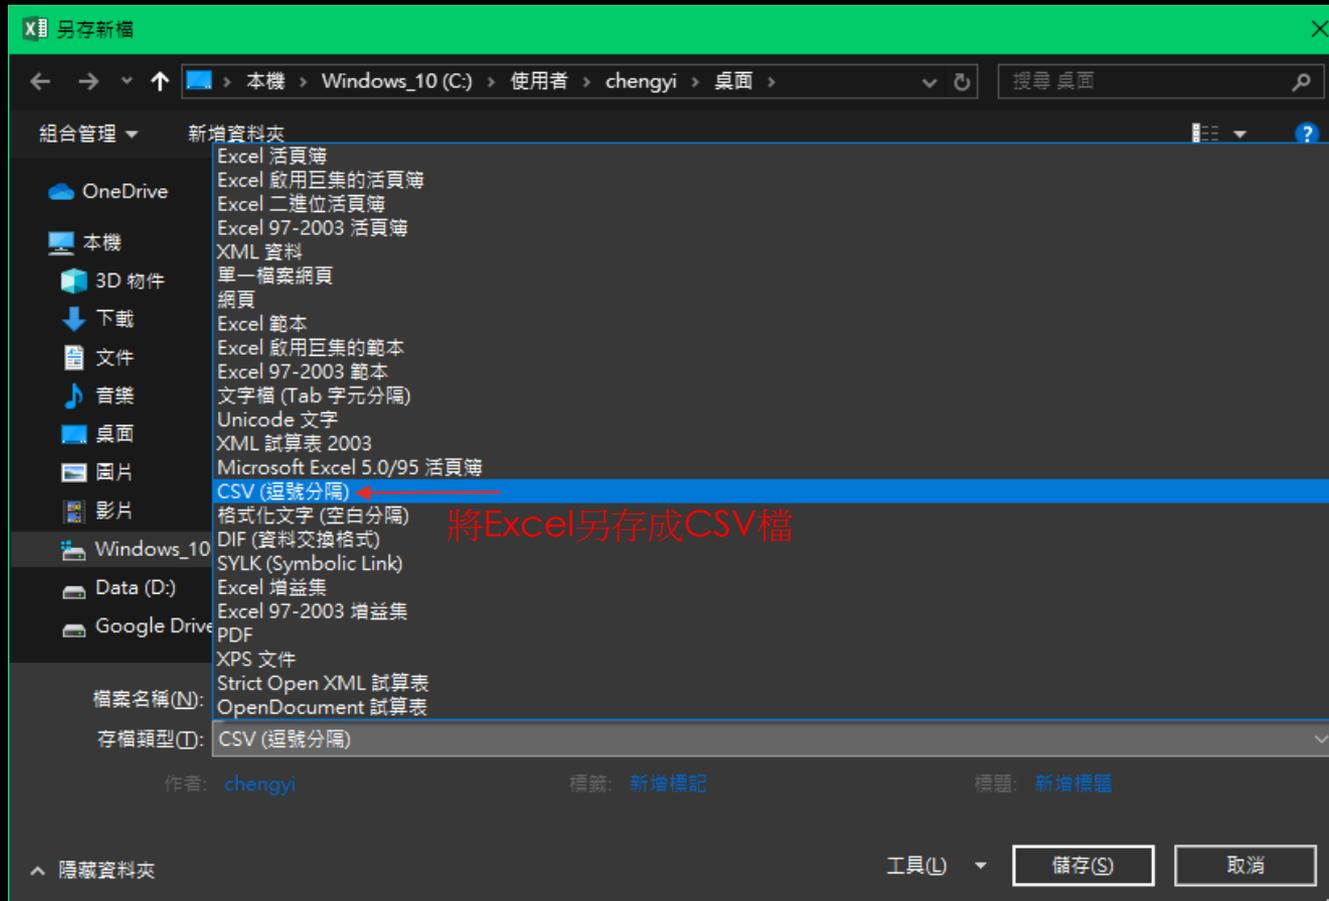 另存新檔
本機 › Windows_10 (C:) › 使用者 › chengyi › 桌面 ›
搜尋 桌面
組合管理
新增資料夾
OneDrive
本機
3D 物件
下載
文件
音樂
桌面
圖片
影片
Windows_10
Data (D:)
Google Drive
Excel 活頁簿
Excel 啟用巨集的活頁簿
Excel 二進位活頁簿
Excel 97-2003 活頁簿
XML 資料
單一檔案網頁
網頁
Excel 範本
Excel 啟用巨集的範本
Excel 97-2003 範本
文字檔 (Tab 字元分隔)
Unicode 文字
XML 試算表 2003
Microsoft Excel 5.0/95 活頁簿
CSV (逗號分隔)
將Excel另存成CSV檔
格式化文字 (空白分隔)
DIF (資料交換格式)
SYLK (Symbolic Link)
Excel 增益集
Excel 97-2003 增益集
PDF
XPS 文件
Strict Open XML 試算表
OpenDocument 試算表
檔案名稱(N):
存檔類型(T): CSV (逗號分隔)
作者: chengyi
標籤: 新增標記
標題: 新增標題
隱藏資料夾
工具(L)
儲存(S)
取消